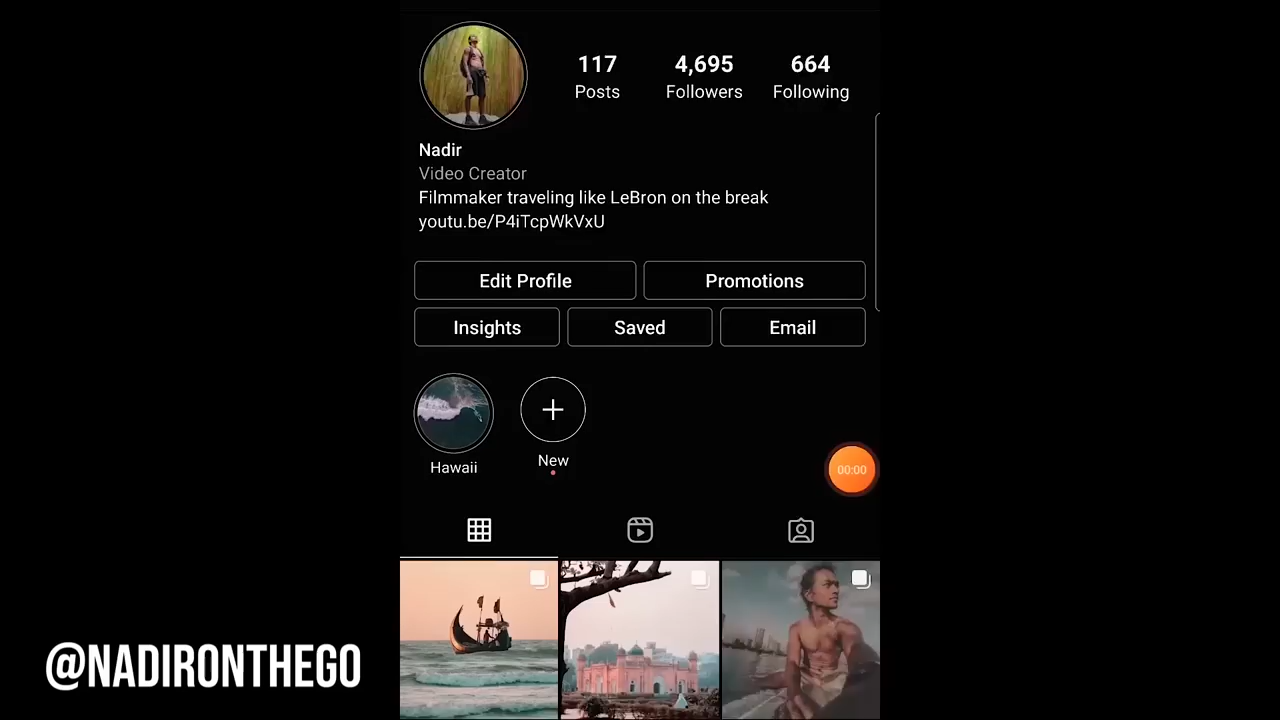 117
Posts
4,695
Followers
664
Following
Nadir
Video Creator
Filmmaker traveling like LeBron on the break
youtu.be/P4iTcpWkVxU
Edit Profile
Promotions
Insights
Saved
Email
Hawaii
New
00:00
@NADIRONTHEGO